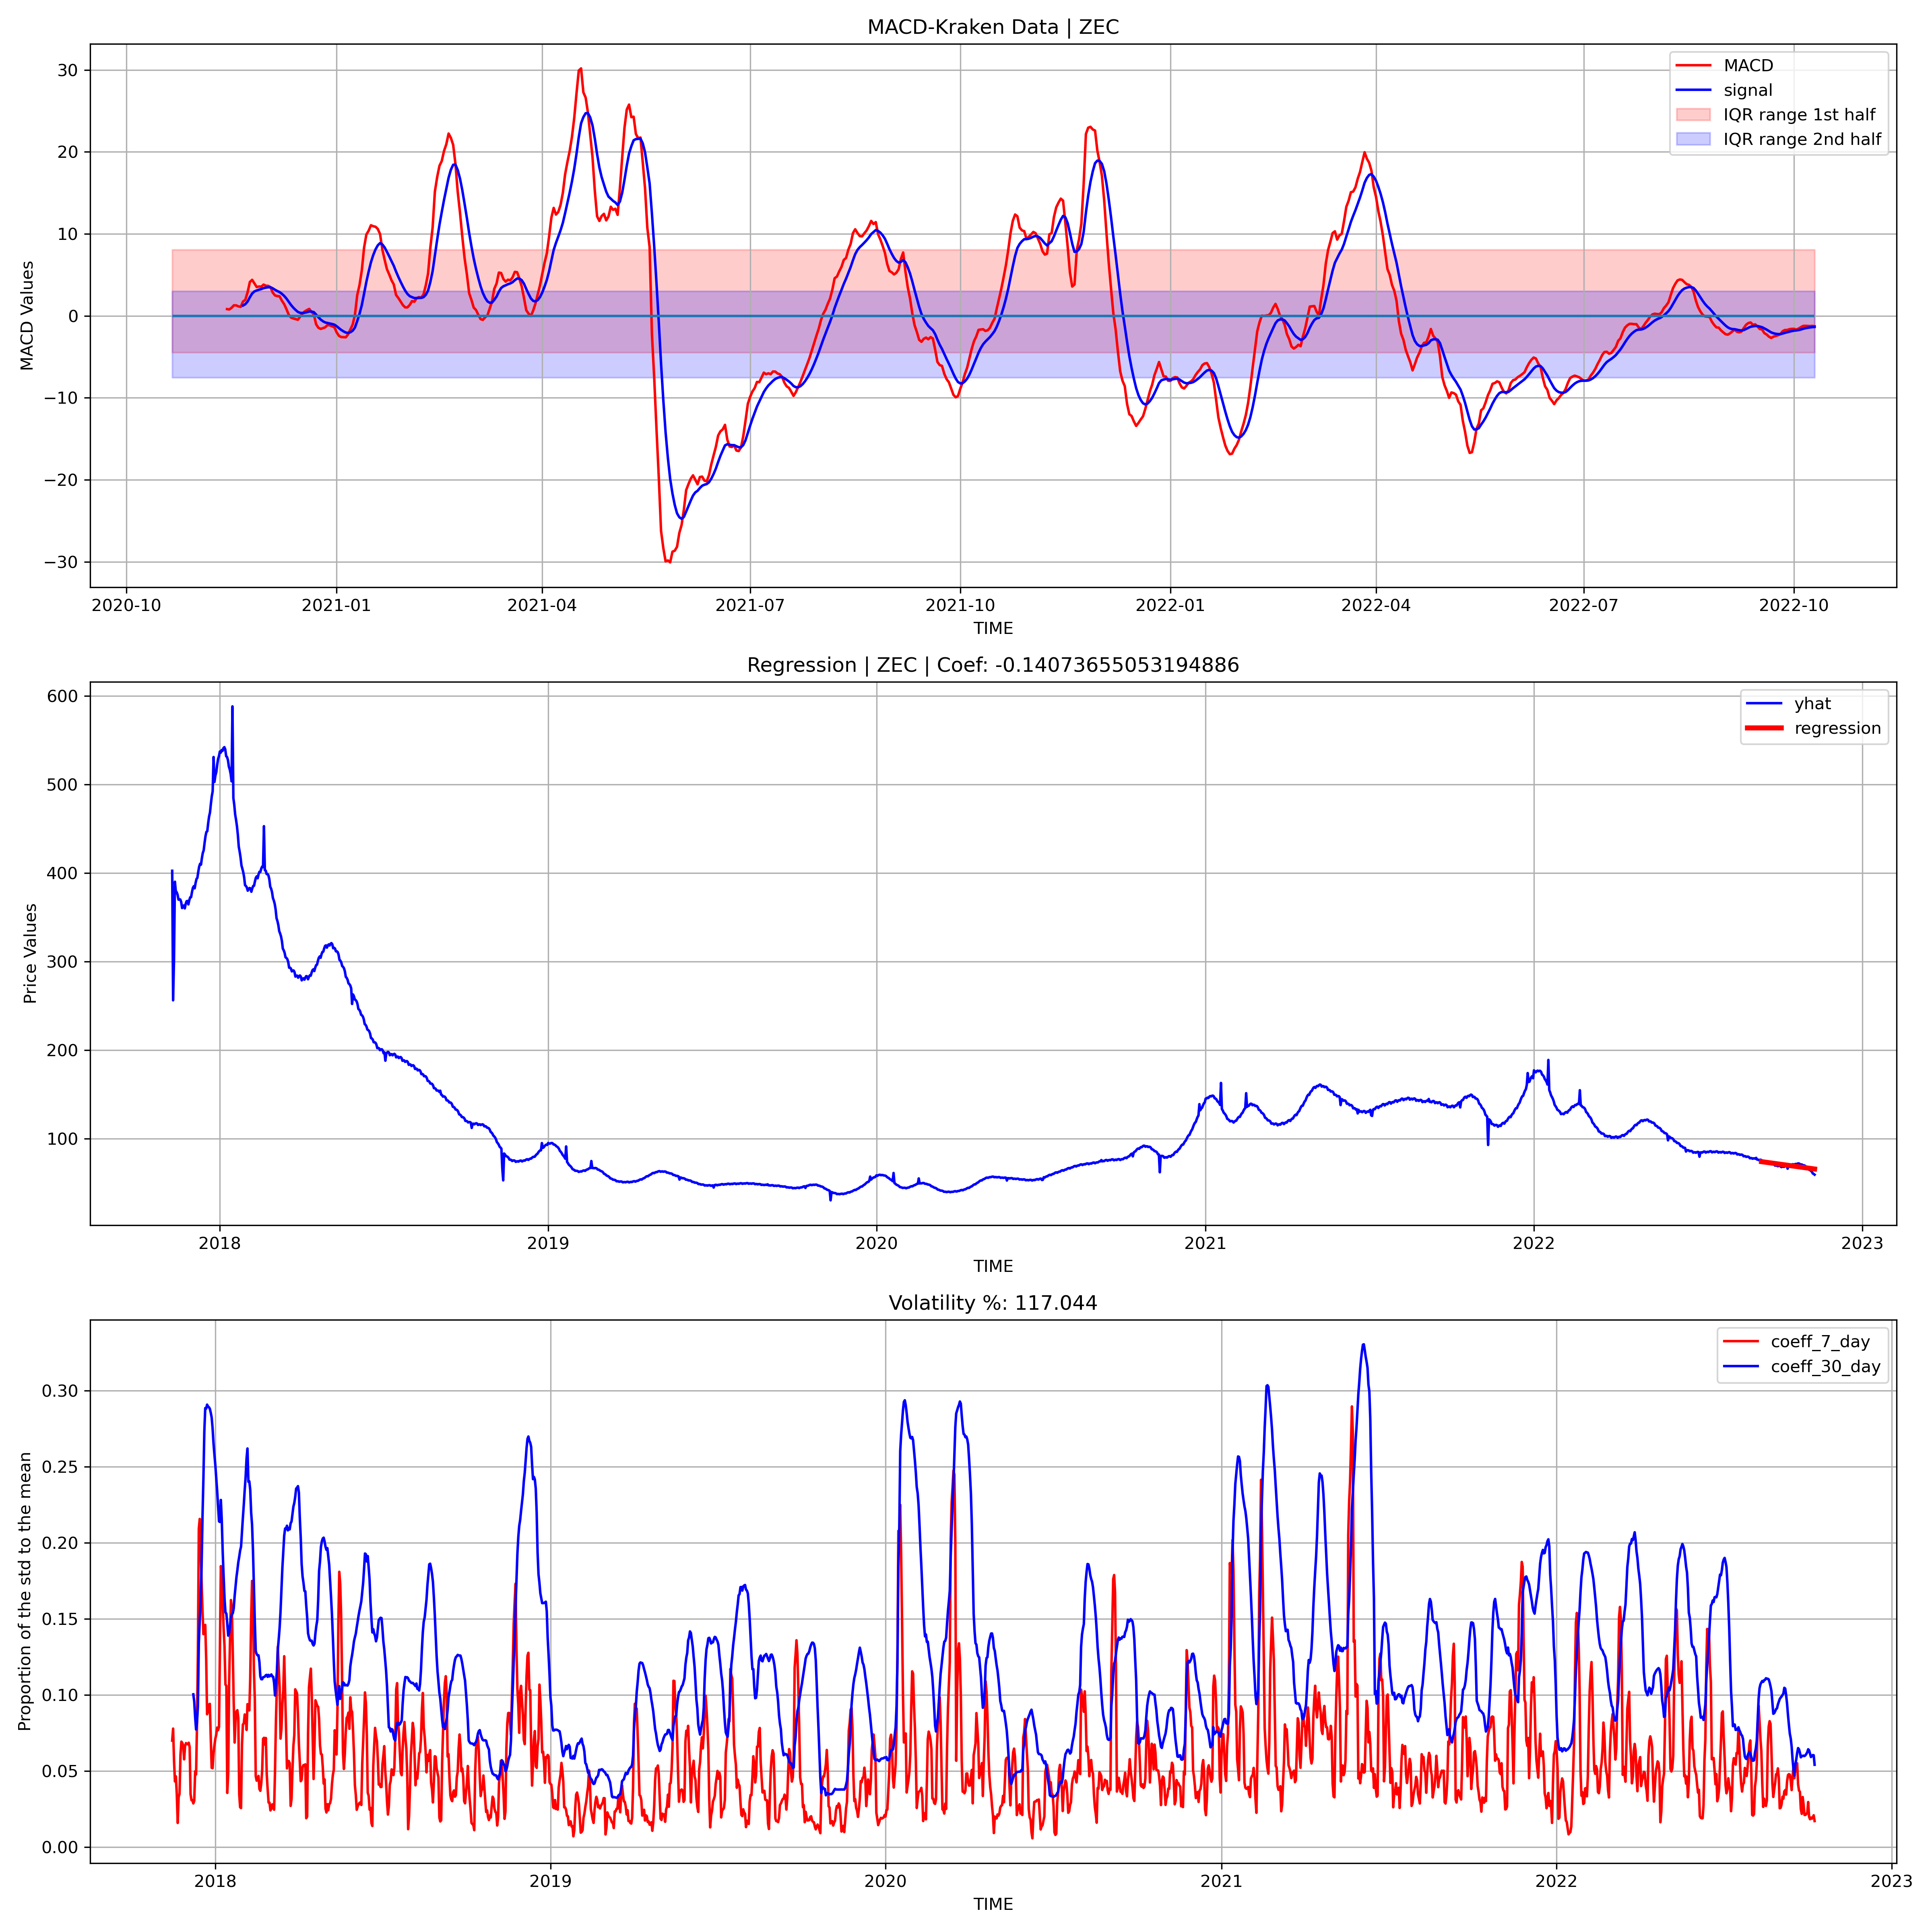 MACD-Kraken Data | ZEC
MACD
signal
IQR range 1st half
IQR range 2nd half
MACD Values
30
20
10
0
−10
−20
−30
2020-10 2021-01 2021-04 2021-07 2021-10 2022-01 2022-04 2022-07 2022-10
TIME
Regression | ZEC | Coef: -0.14073655053194886
yhat
regression
Price Values
600
500
400
300
200
100
2018 2019 2020 2021 2022 2023
TIME
Volatility %: 117.044
coeff_7_day
coeff_30_day
Proportion of the std to the mean
0.30
0.25
0.20
0.15
0.10
0.05
0.00
2018 2019 2020 2021 2022 2023
TIME